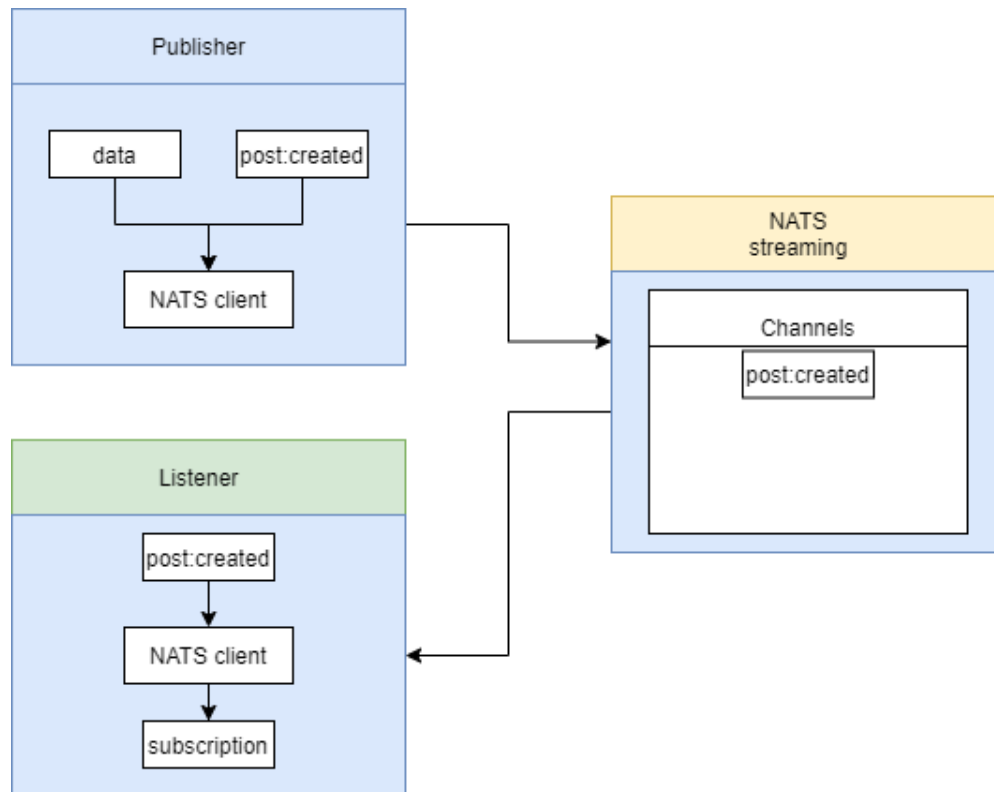 Publisher
data
post:created
NATS client
NATS
streaming
Channels
post:created
Listener
post:created
NATS client
subscription